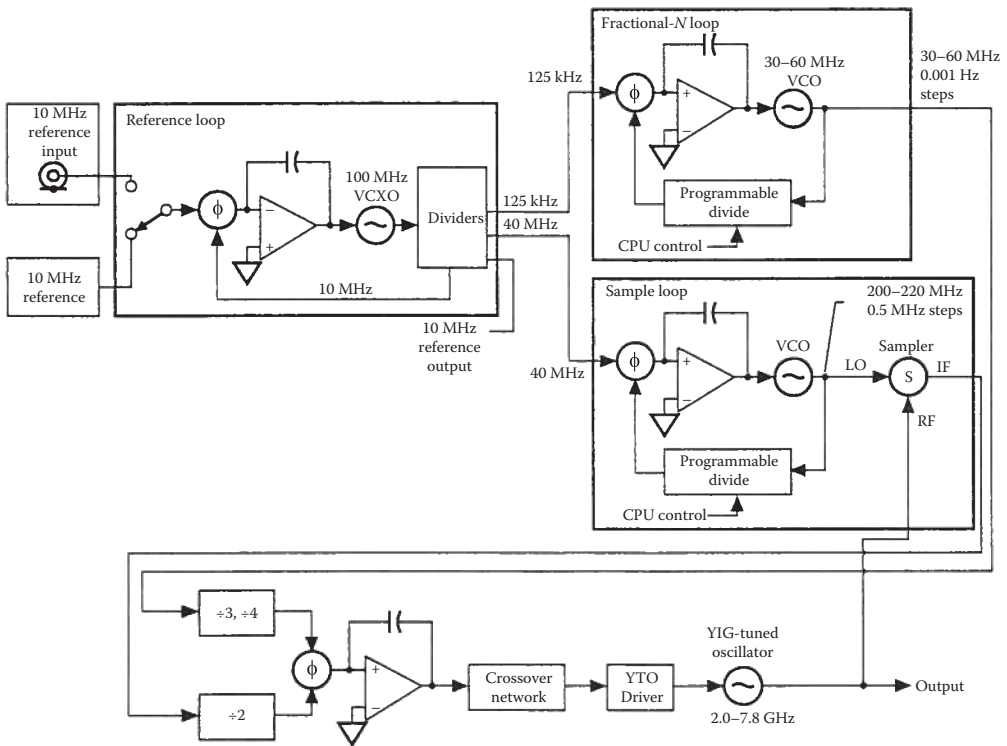 Fractional-N loop
30–60 MHz
0.001 Hz
steps
125 kHz
30–60 MHz
VCO
ϕ
+
−
Programmable
divide
CPU control
10 MHz
reference
input
Reference loop
100 MHz
VCXO
ϕ
−
+
Dividers
125 kHz
40 MHz
10 MHz
10 MHz
reference
10 MHz
reference
output
Sample loop
200–220 MHz
0.5 MHz steps
40 MHz
VCO
ϕ
+
−
LO
Sampler
S
IF
RF
Programmable
divide
CPU control
÷3, ÷4
÷2
ϕ
+
−
Crossover
network
YTO
Driver
YIG-tuned
oscillator
2.0–7.8 GHz
Output